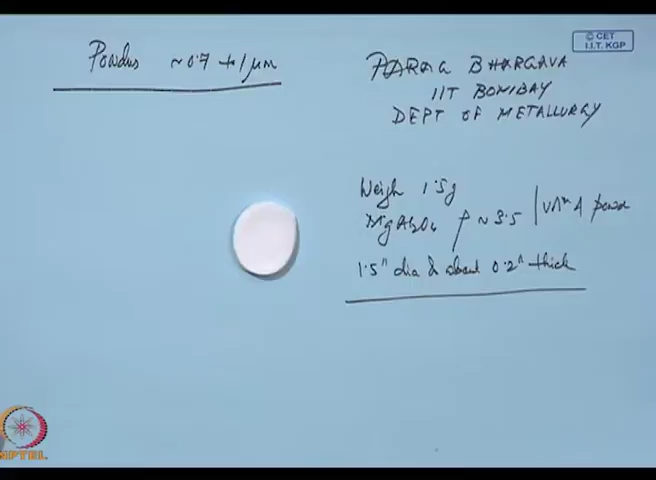 Powders ~0.7 to 1 μm
© CET
I.I.T. KGP
PARAG BHARGAVA
IIT BOMBAY
DEPT OF METALLURGY
Weigh 1.5g
MgAl2O4 ρ ~ 3.5
1.5" dia & about 0.2" thick
NPTEL